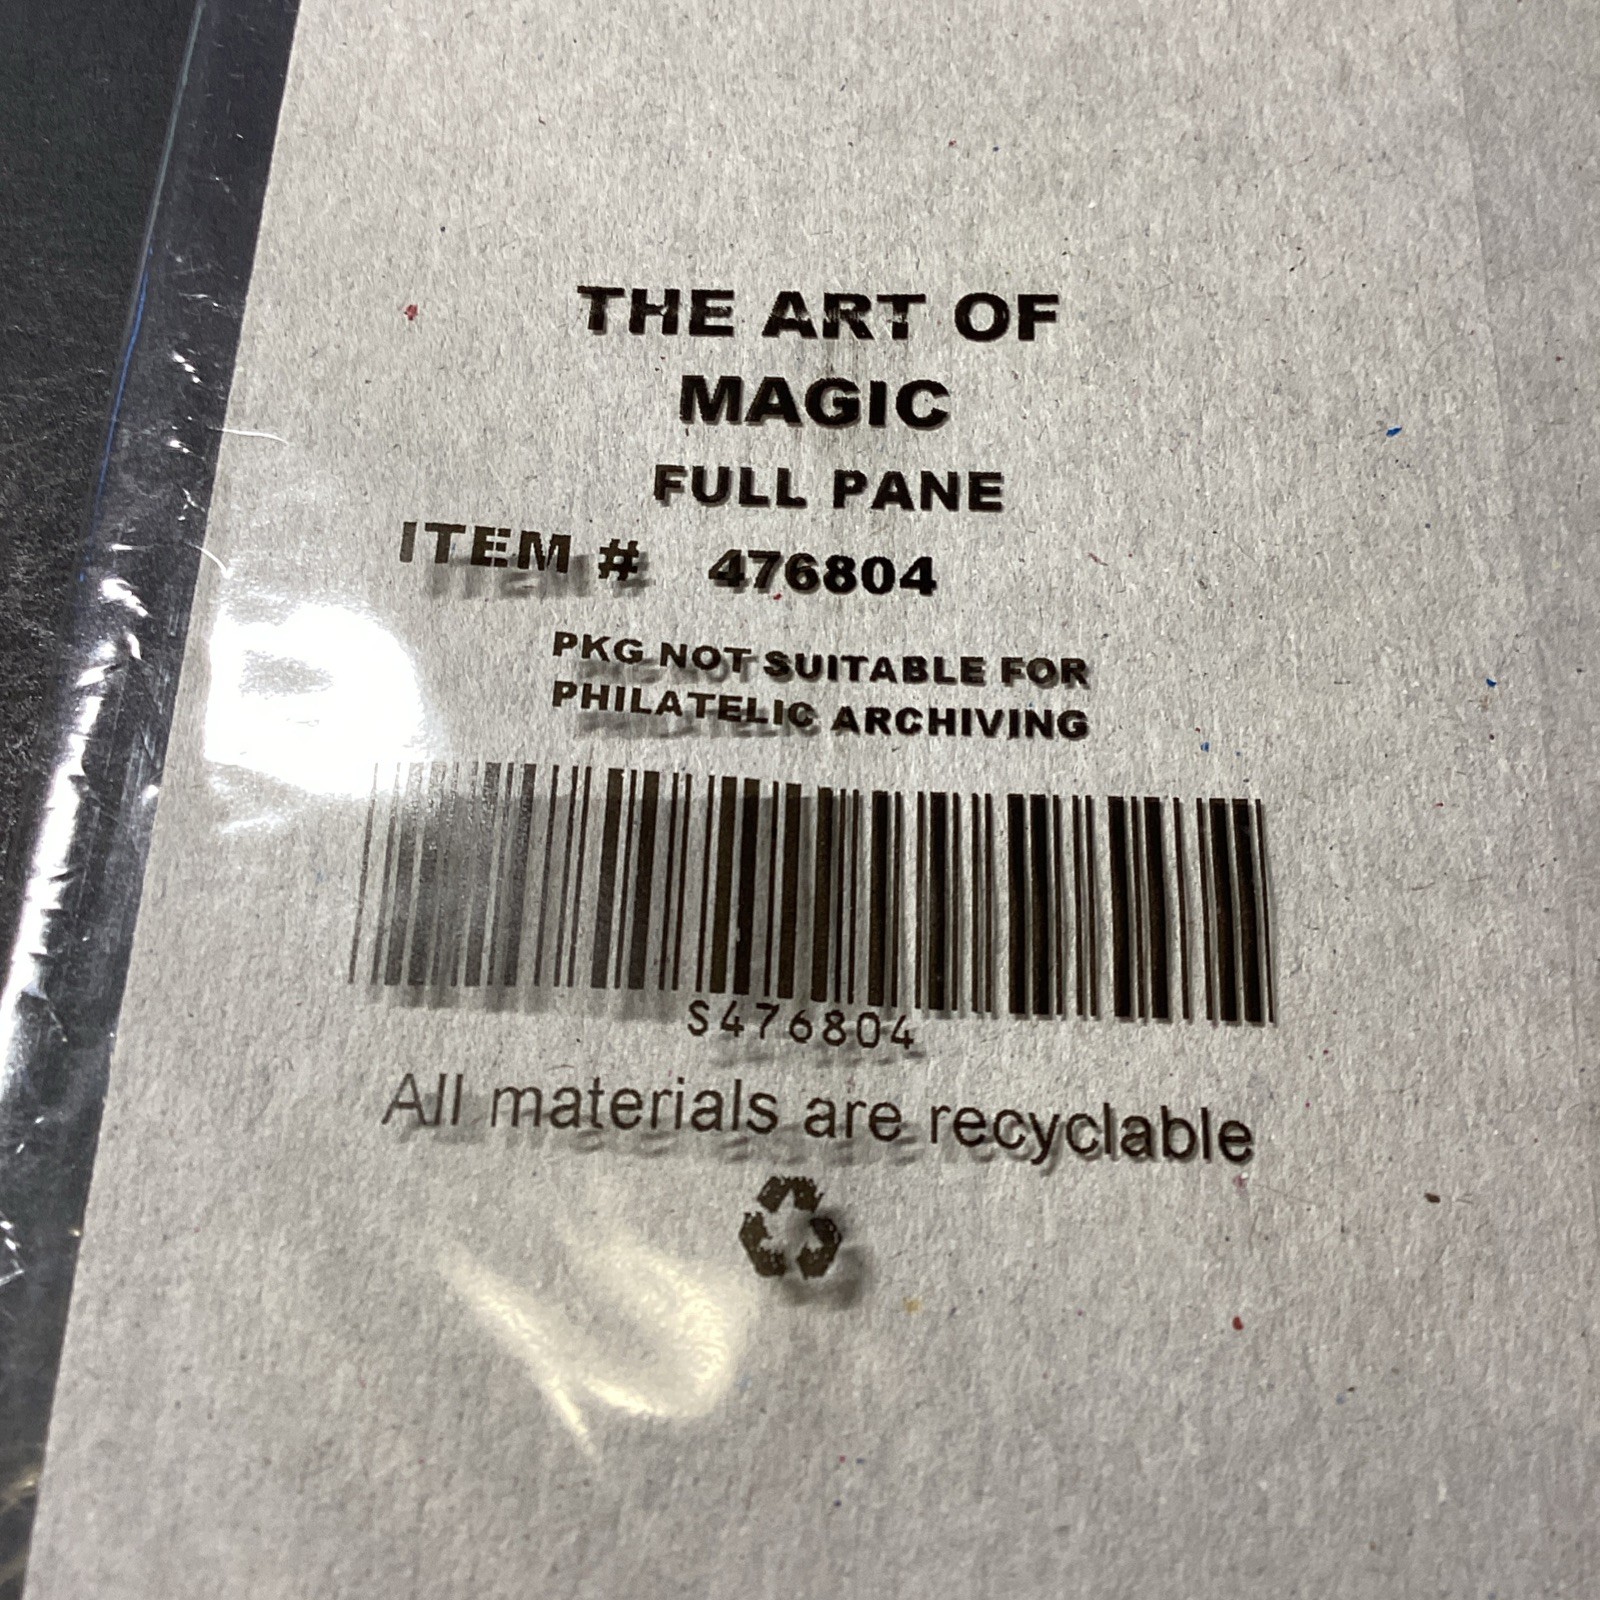 THE ART OF
MAGIC
FULL PANE
ITEM # 476804
PKG NOT SUITABLE FOR
PHILATELIC ARCHIVING
S476804
All materials are recyclable